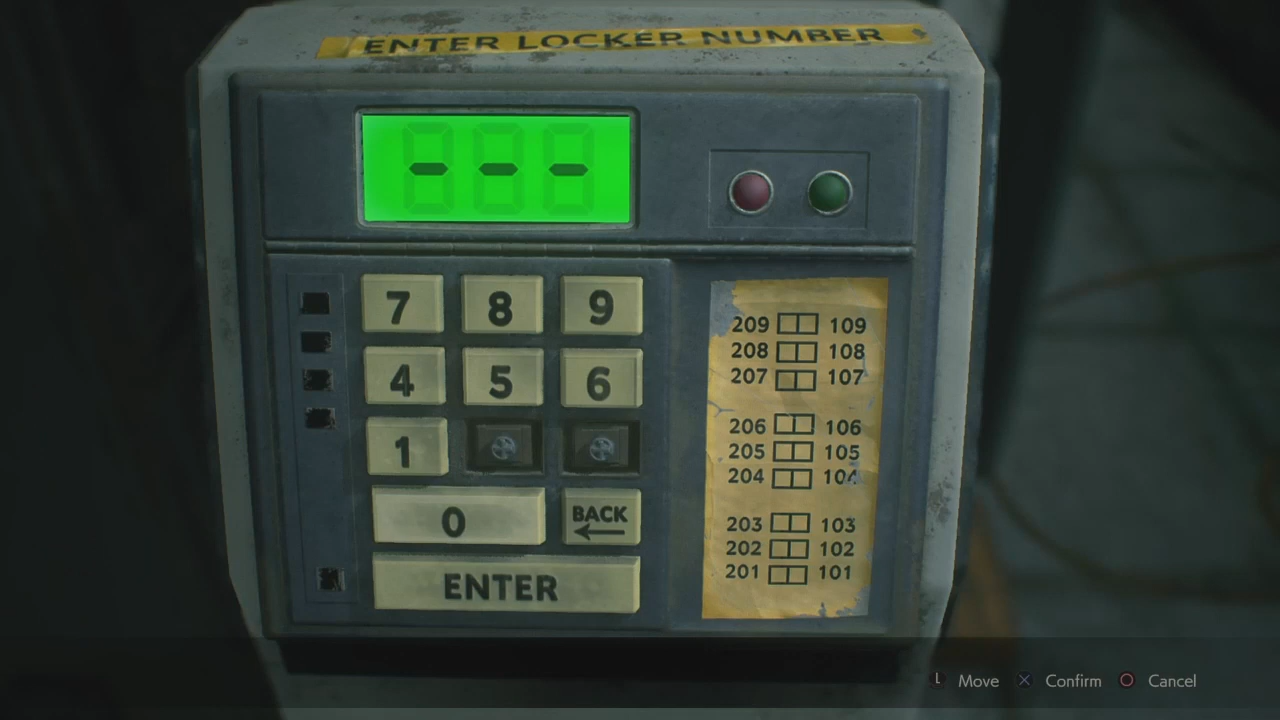 ENTER LOCKER NUMBER
- - -
7 8 9
4 5 6
1
0 BACK
ENTER
209 109
208 108
207 107
206 106
205 105
204 104
203 103
202 102
201 101
L Move X Confirm O Cancel